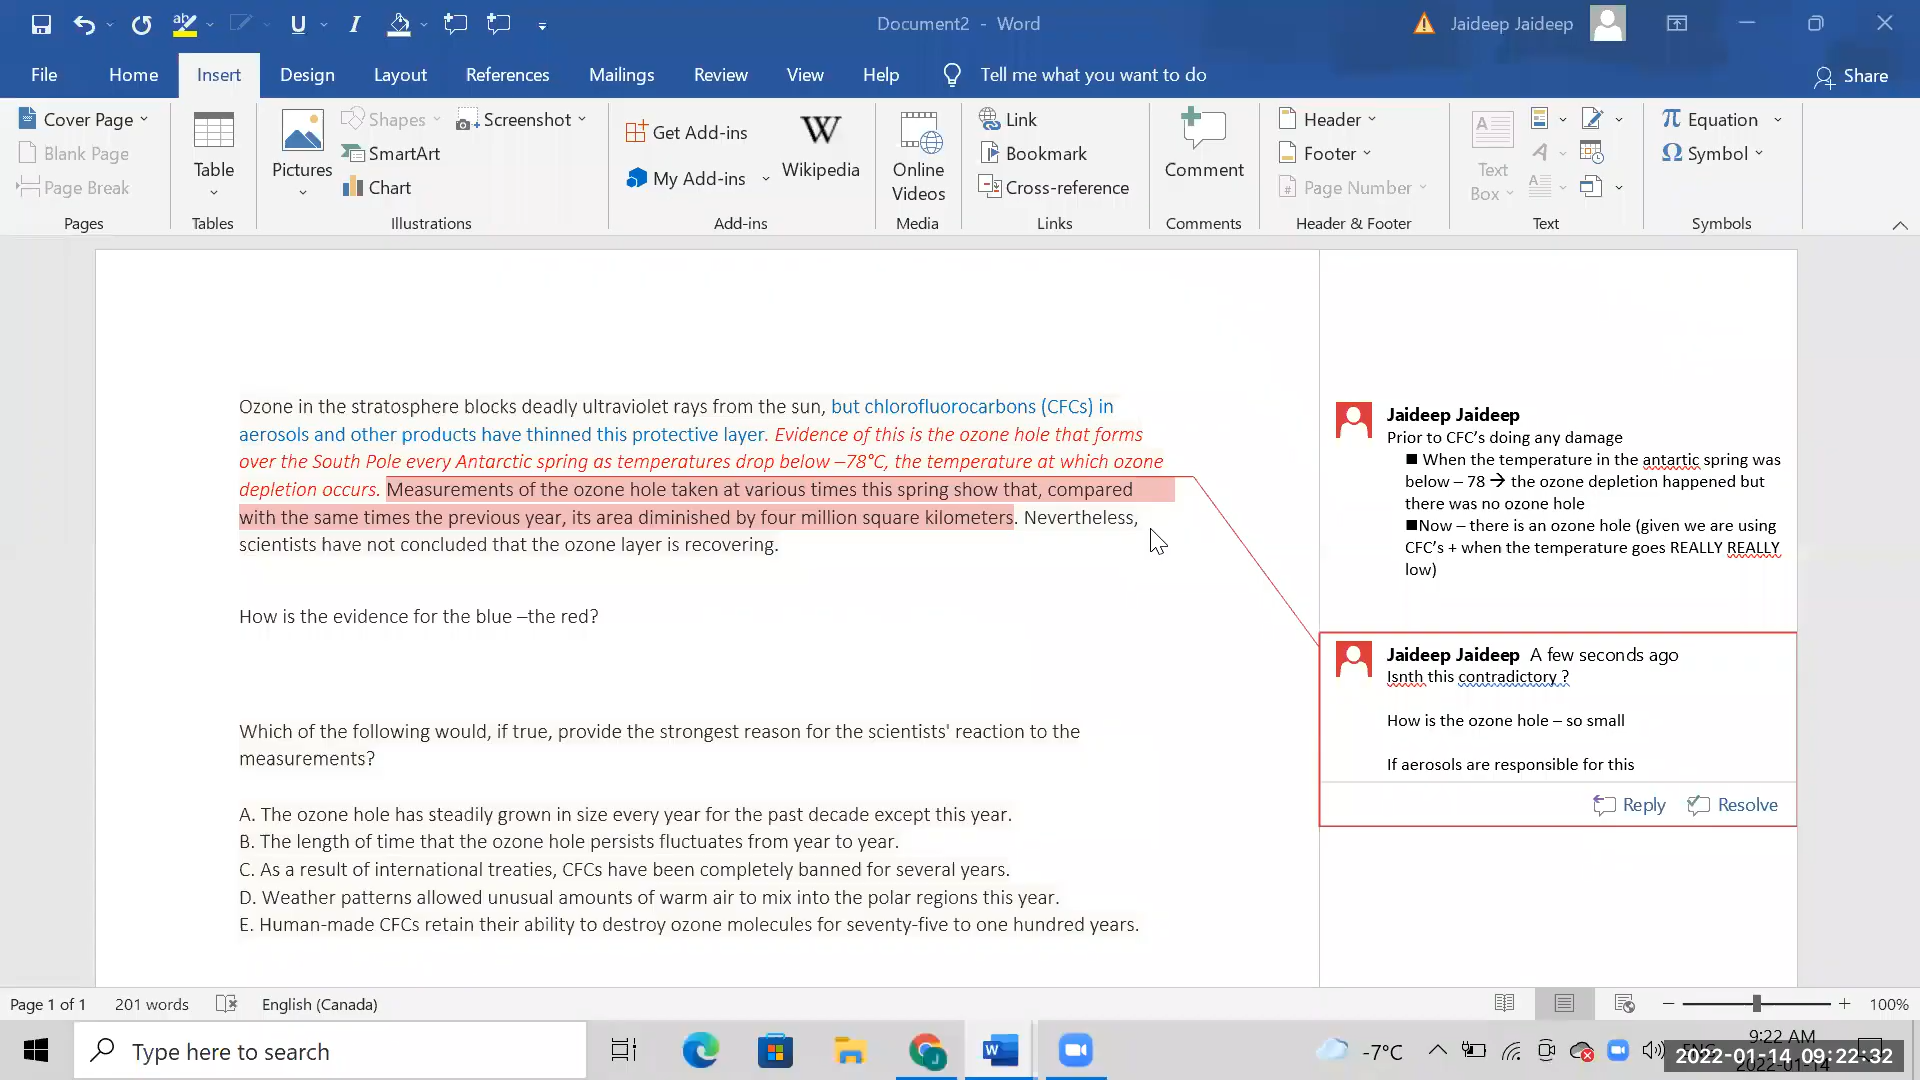 Document2 - Word
Jaideep Jaideep
File Home Insert Design Layout References Mailings Review View Help Tell me what you want to do Share
Cover Page
Blank Page
Page Break
Pages
Table
Tables
Pictures
Shapes
SmartArt
Chart
Screenshot
Illustrations
Get Add-ins
My Add-ins
W
Wikipedia
Add-ins
Online
Videos
Media
Link
Bookmark
Cross-reference
Links
Comment
Comments
Header
Footer
Page Number
Header & Footer
Text
Box
Text
Equation
Symbol
Symbols
Ozone in the stratosphere blocks deadly ultraviolet rays from the sun, but chlorofluorocarbons (CFCs) in
aerosols and other products have thinned this protective layer. Evidence of this is the ozone hole that forms
over the South Pole every Antarctic spring as temperatures drop below –78°C, the temperature at which ozone
depletion occurs. Measurements of the ozone hole taken at various times this spring show that, compared
with the same times the previous year, its area diminished by four million square kilometers. Nevertheless,
scientists have not concluded that the ozone layer is recovering.
How is the evidence for the blue –the red?
Which of the following would, if true, provide the strongest reason for the scientists' reaction to the
measurements?
A. The ozone hole has steadily grown in size every year for the past decade except this year.
B. The length of time that the ozone hole persists fluctuates from year to year.
C. As a result of international treaties, CFCs have been completely banned for several years.
D. Weather patterns allowed unusual amounts of warm air to mix into the polar regions this year.
E. Human-made CFCs retain their ability to destroy ozone molecules for seventy-five to one hundred years.
Jaideep Jaideep
Prior to CFC's doing any damage
■ When the temperature in the antartic spring was
below – 78 → the ozone depletion happened but
there was no ozone hole
■Now – there is an ozone hole (given we are using
CFC's + when the temperature goes REALLY REALLY
low)
Jaideep Jaideep A few seconds ago
Isnth this contradictory ?
How is the ozone hole – so small
If aerosols are responsible for this
Reply Resolve
Page 1 of 1 201 words English (Canada) 100%
Type here to search
-7°C
9:22 AM
2022-01-14 09:22:32